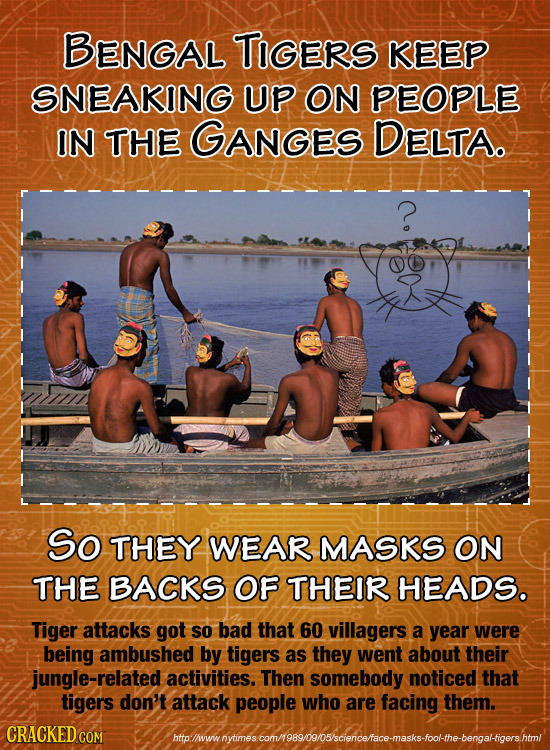 BENGAL TIGERS KEEP
SNEAKING UP ON PEOPLE
IN THE GANGES DELTA.
?
SO THEY WEAR MASKS ON
THE BACKS OF THEIR HEADS.
Tiger attacks got so bad that 60 villagers a year were
being ambushed by tigers as they went about their
jungle-related activities. Then somebody noticed that
tigers don't attack people who are facing them.
CRACKED.COM
http://www.nytimes.com/1989/09/05/science/face-masks-fool-the-bengal-tigers.html